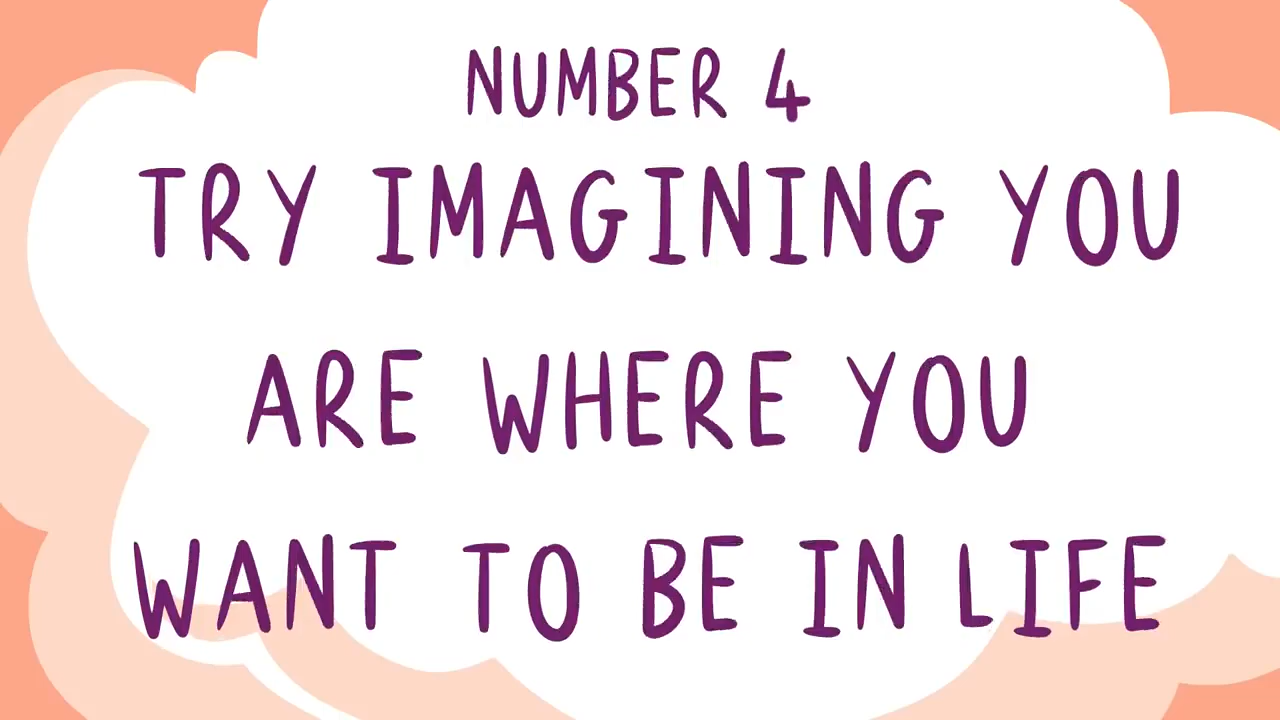 NUMBER 4
TRY IMAGINING YOU
ARE WHERE YOU
WANT TO BE IN LIFE